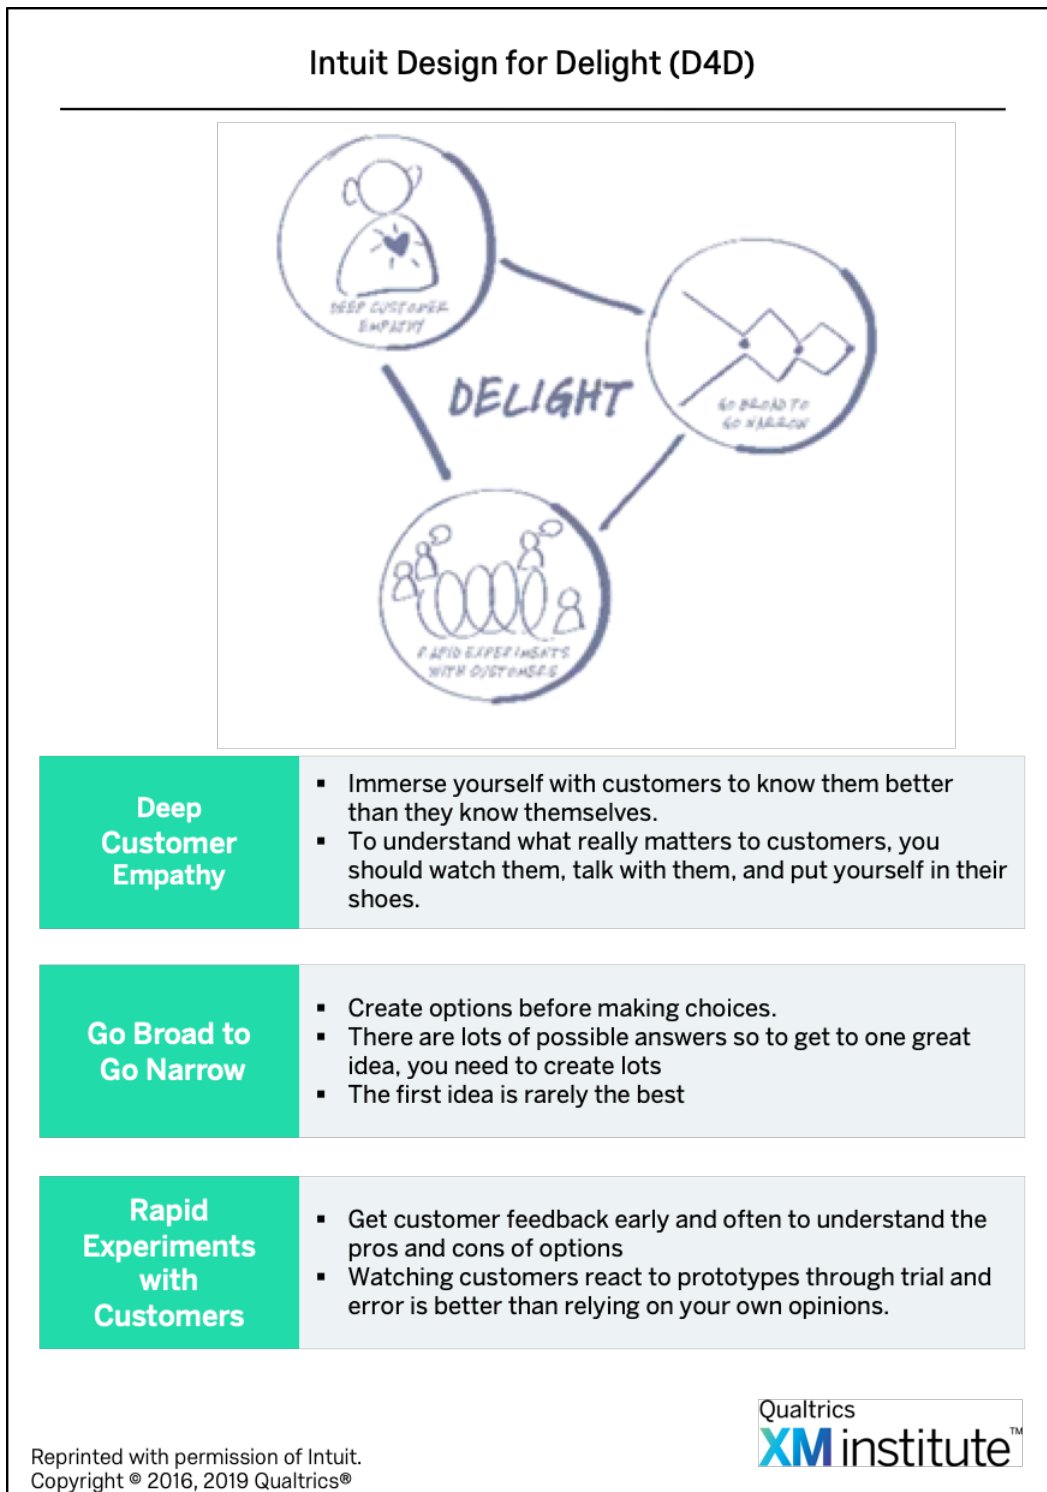 Intuit Design for Delight (D4D)
DEEP CUSTOMER
EMPATHY
DELIGHT
GO BROAD TO
GO NARROW
RAPID EXPERIMENTS
WITH CUSTOMERS
Deep
Customer
Empathy
▪ Immerse yourself with customers to know them better
than they know themselves.
▪ To understand what really matters to customers, you
should watch them, talk with them, and put yourself in their
shoes.
Go Broad to
Go Narrow
▪ Create options before making choices.
▪ There are lots of possible answers so to get to one great
idea, you need to create lots
▪ The first idea is rarely the best
Rapid
Experiments
with
Customers
▪ Get customer feedback early and often to understand the
pros and cons of options
▪ Watching customers react to prototypes through trial and
error is better than relying on your own opinions.
Reprinted with permission of Intuit.
Copyright © 2016, 2019 Qualtrics®
Qualtrics
XM institute™